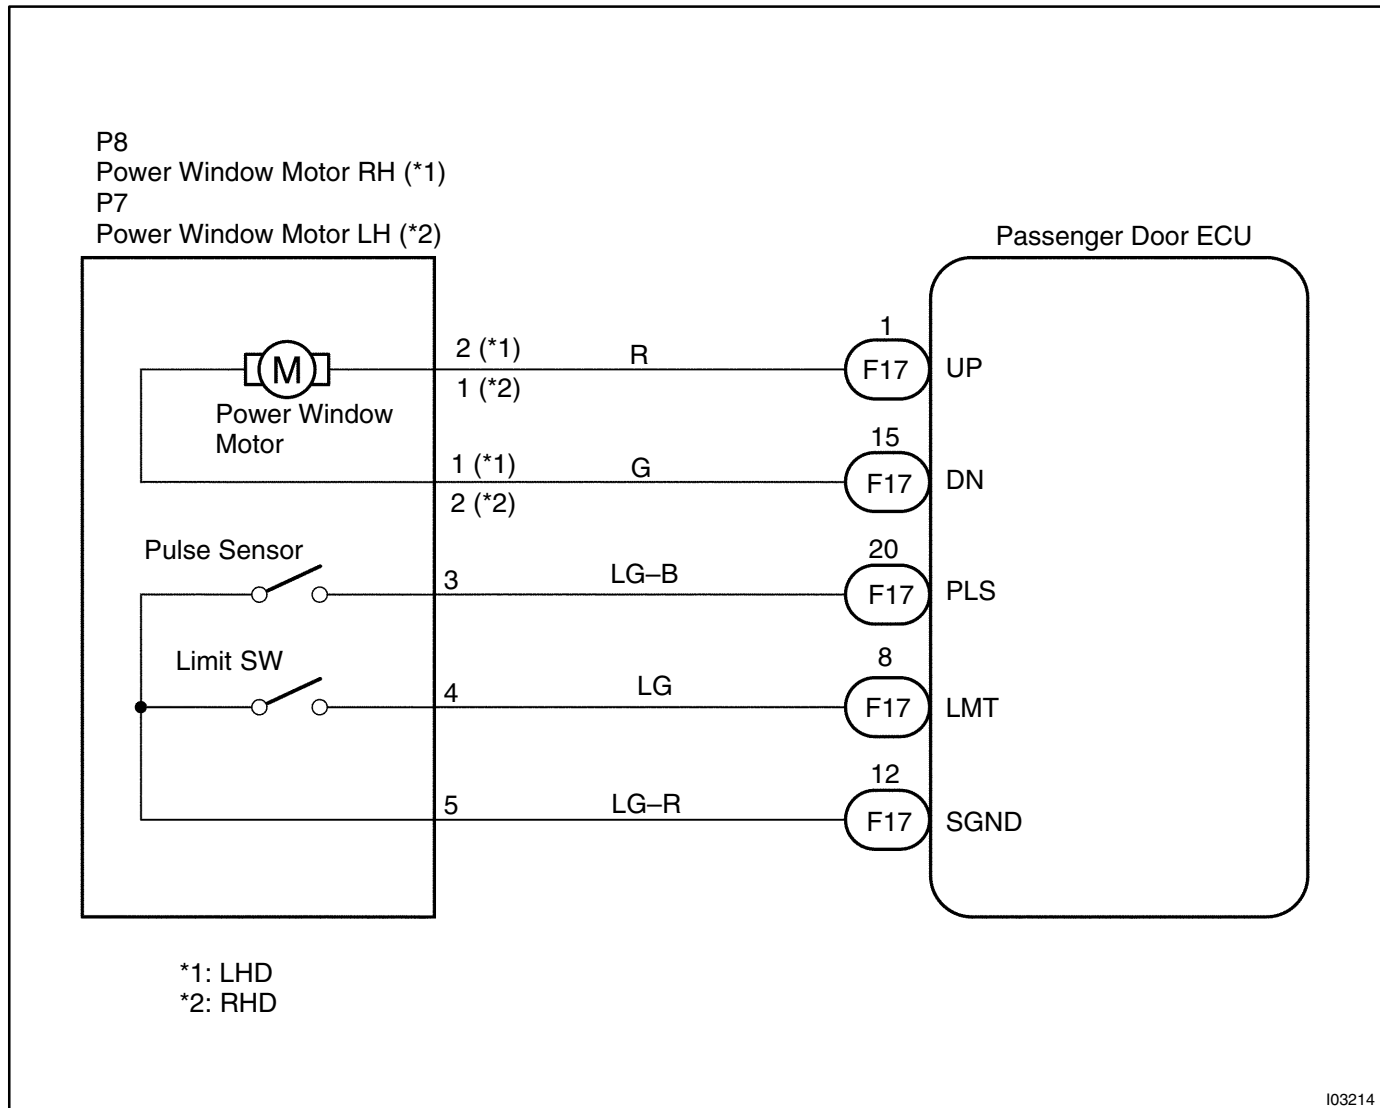 P8
Power Window Motor RH (*1)
P7
Power Window Motor LH (*2)
Passenger Door ECU
M
Power Window
Motor
2 (*1)
1 (*2)
R
1
F17
UP
1 (*1)
2 (*2)
G
15
F17
DN
Pulse Sensor
3
LG–B
20
F17
PLS
Limit SW
4
LG
8
F17
LMT
5
LG–R
12
F17
SGND
*1: LHD
*2: RHD
I03214